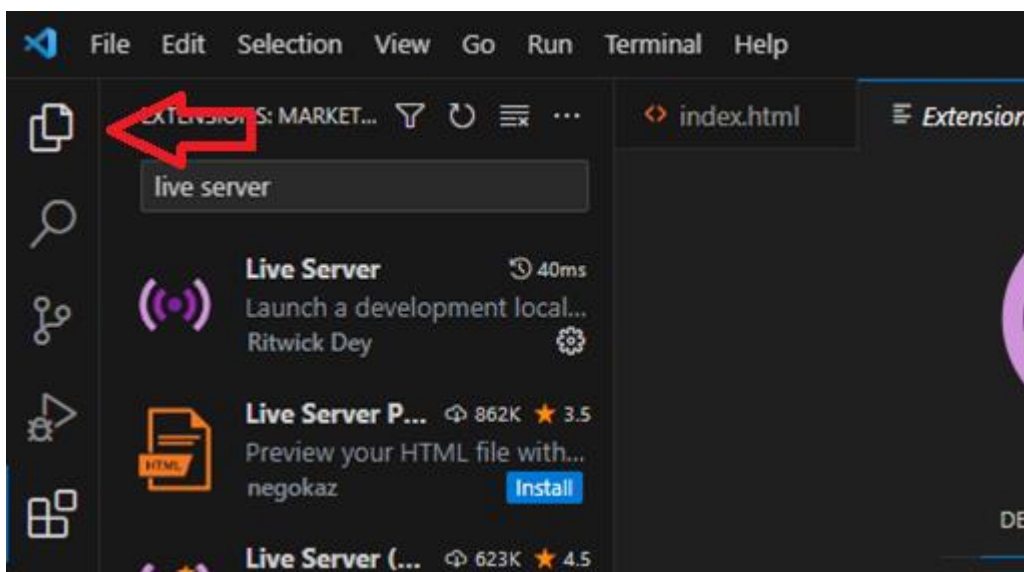 File Edit Selection View Go Run Terminal Help
EXTENSIONS: MARKET... index.html Extension
live server
Live Server 40ms
Launch a development local...
Ritwick Dey
Live Server P... 862K 3.5
Preview your HTML file with...
HTML
negokaz Install
DE
Live Server (... 623K 4.5